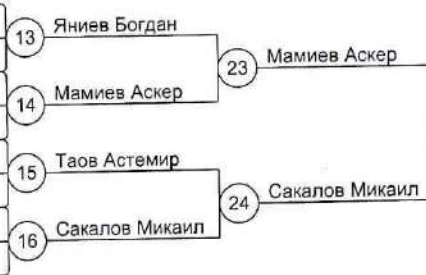 13 Яниев Богдан
23 Мамиев Аскер
14 Мамиев Аскер
15 Таов Астемир
24 Сакалов Микаил
16 Сакалов Микаил